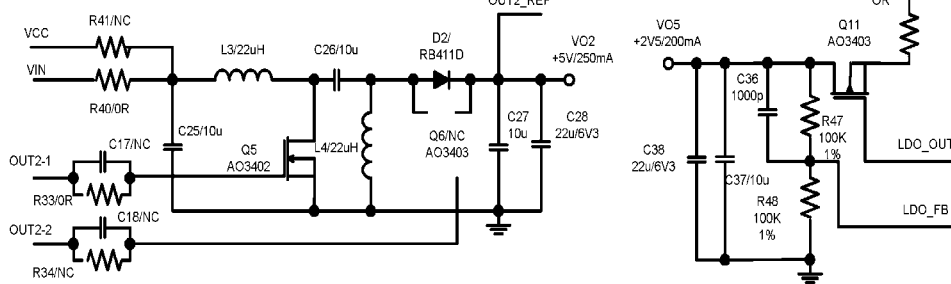 OUT2_REF
R41/NC
VCC
L3/22uH
C26/10u
D2/
RB411D
VO2
+5V/250mA
VIN
R40/0R
C25/10u
C17/NC
Q5
AO3402
L4/22uH
Q6/NC
AO3403
C27
10u
C28
22u/6V3
OUT2-1
R33/0R
C18/NC
OUT2-2
R34/NC
VO5
+2V5/200mA
Q11
AO3403
0R
C36
1000p
R47
100K
1%
LDO_OUT
C38
22u/6V3
C37/10u
R48
100K
1%
LDO_FB